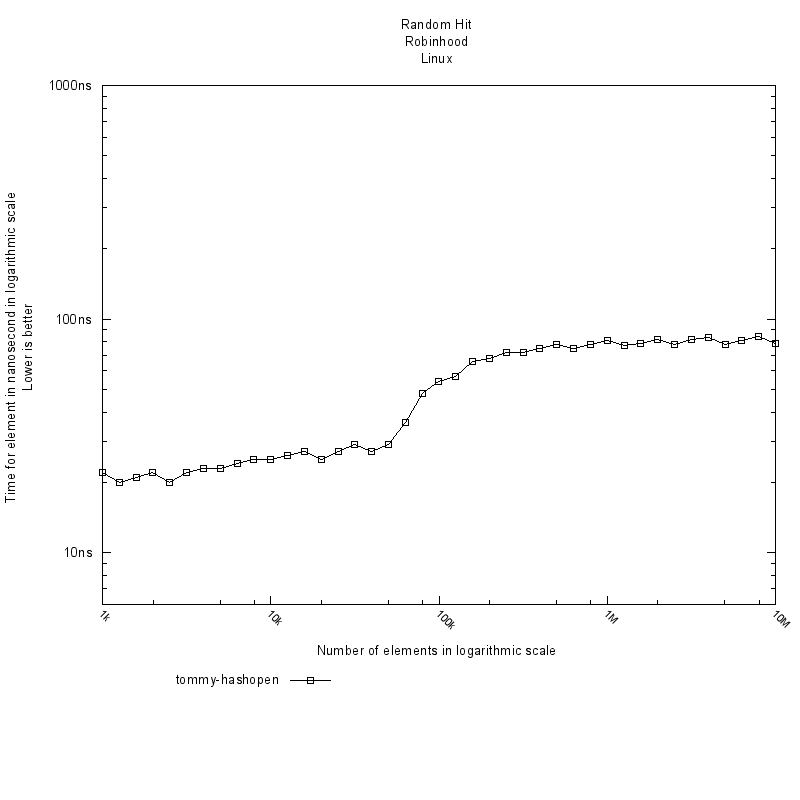 Random Hit
Robinhood
Linux
1000ns
100ns
10ns
Time for element in nanosecond in logarithmic scale
Lower is better
1k
10k
100k
1M
10M
Number of elements in logarithmic scale
tommy-hashopen